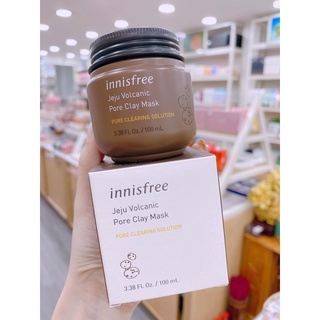 innisfree
Jeju Volcanic
Pore Clay Mask
PORE CLEARING SOLUTION
3.38 FL. Oz. / 100 mL
innisfree
Jeju Volcanic
Pore Clay Mask
PORE CLEARING SOLUTION
3.38 FL. Oz. / 100 mL